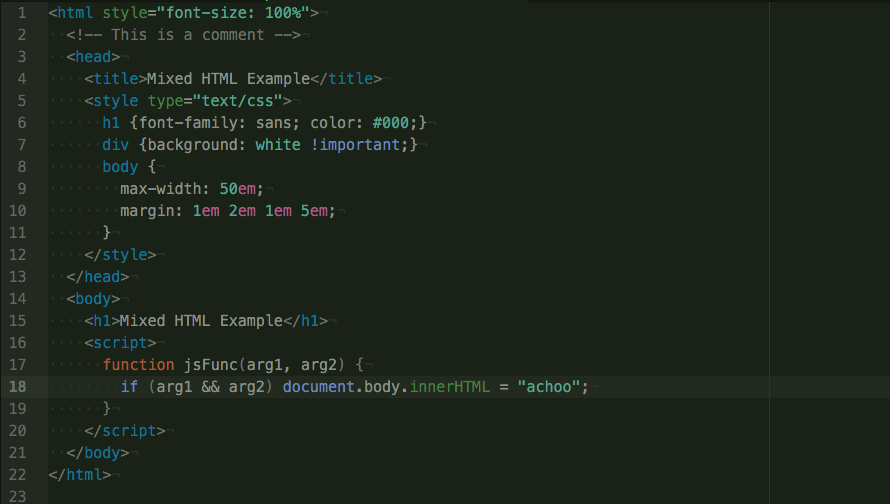 1 <html style="font-size: 100%">
2 <!-- This is a comment -->
3 <head>
4 <title>Mixed HTML Example</title>
5 <style type="text/css">
6 h1 {font-family: sans; color: #000;}
7 div {background: white !important;}
8 body {
9 max-width: 50em;
10 margin: 1em 2em 1em 5em;
11 }
12 </style>
13 </head>
14 <body>
15 <h1>Mixed HTML Example</h1>
16 <script>
17 function jsFunc(arg1, arg2) {
18 if (arg1 && arg2) document.body.innerHTML = "achoo";
19 }
20 </script>
21 </body>
22 </html>
23